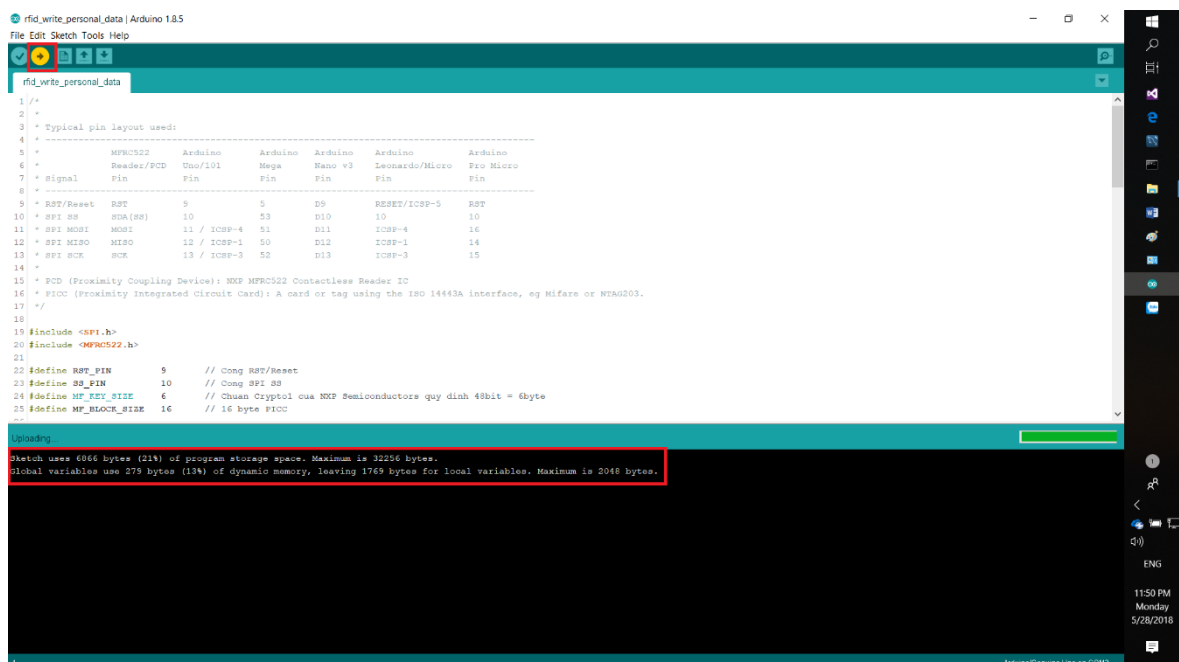 rfid_write_personal_data | Arduino 1.8.5
File Edit Sketch Tools Help
rfid_write_personal_data
1 /*
2 *
3 * Typical pin layout used:
4 * -----------------------------------------------------------------------------------------
5 * MFRC522 Arduino Arduino Arduino Arduino Arduino
6 * Reader/PCD Uno/101 Mega Nano v3 Leonardo/Micro Pro Micro
7 * Signal Pin Pin Pin Pin Pin Pin
8 * -----------------------------------------------------------------------------------------
9 * RST/Reset RST 9 5 D9 RESET/ICSP-5 RST
10 * SPI SS SDA(SS) 10 53 D10 10 10
11 * SPI MOSI MOSI 11 / ICSP-4 51 D11 ICSP-4 16
12 * SPI MISO MISO 12 / ICSP-1 50 D12 ICSP-1 14
13 * SPI SCK SCK 13 / ICSP-3 52 D13 ICSP-3 15
14 *
15 * PCD (Proximity Coupling Device): NXP MFRC522 Contactless Reader IC
16 * PICC (Proximity Integrated Circuit Card): A card or tag using the ISO 14443A interface, eg Mifare or NTAG203.
17 */
18
19 #include <SPI.h>
20 #include <MFRC522.h>
21
22 #define RST_PIN 9 // Cong RST/Reset
23 #define SS_PIN 10 // Cong SPI SS
24 #define MF_KEY_SIZE 6 // Chuan Cryptol cua NXP Semiconductors quy dinh 48bit = 6byte
25 #define MF_BLOCK_SIZE 16 // 16 byte PICC
Uploading...
Sketch uses 6866 bytes (21%) of program storage space. Maximum is 32256 bytes.
Global variables use 279 bytes (13%) of dynamic memory, leaving 1769 bytes for local variables. Maximum is 2048 bytes.
ENG
11:50 PM
Monday
5/28/2018